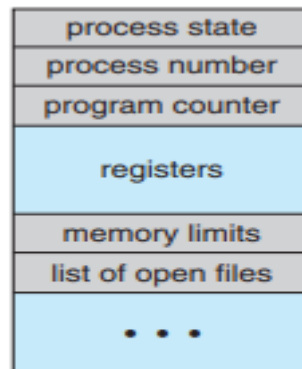 process state
process number
program counter
registers
memory limits
list of open files
• • •